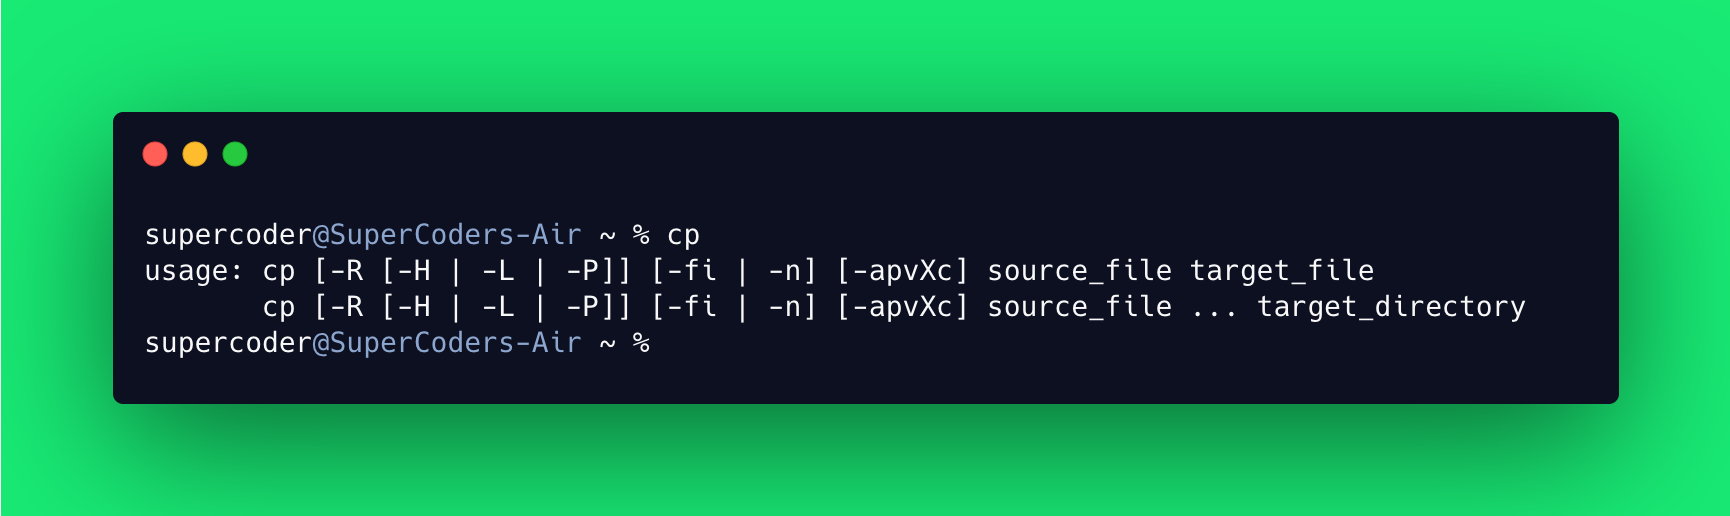 supercoder@SuperCoders-Air ~ % cp
usage: cp [-R [-H | -L | -P]] [-fi | -n] [-apvXc] source_file target_file
       cp [-R [-H | -L | -P]] [-fi | -n] [-apvXc] source_file ... target_directory
supercoder@SuperCoders-Air ~ %